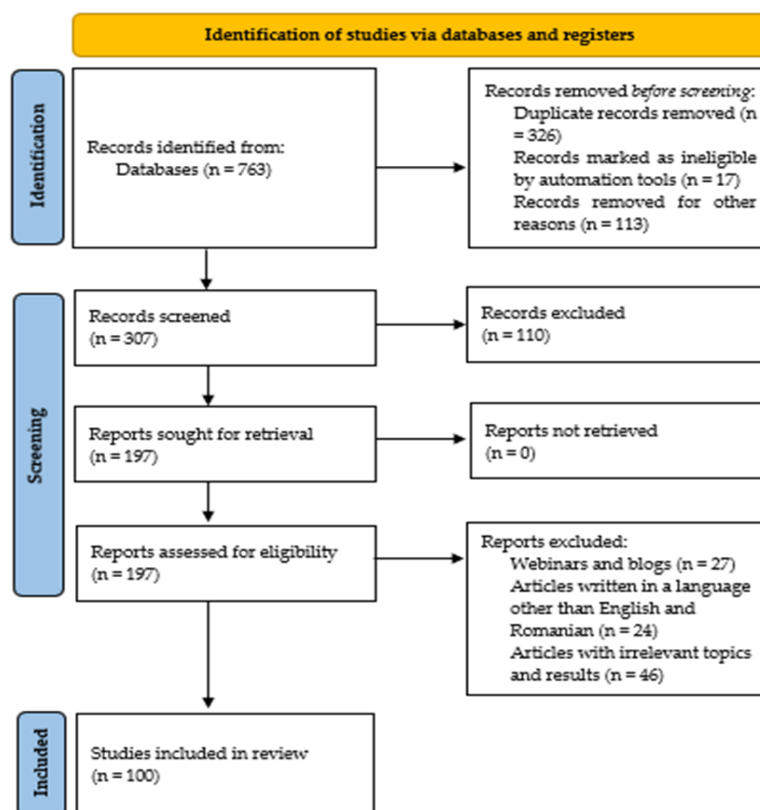 Identification of studies via databases and registers
Identification
Records identified from:
Databases (n = 763)
Records removed before screening:
Duplicate records removed (n
= 326)
Records marked as ineligible
by automation tools (n = 17)
Records removed for other
reasons (n = 113)
Screening
Records screened
(n = 307)
Records excluded
(n = 110)
Reports sought for retrieval
(n = 197)
Reports not retrieved
(n = 0)
Reports assessed for eligibility
(n = 197)
Reports excluded:
Webinars and blogs (n = 27)
Articles written in a language
other than English and
Romanian (n = 24)
Articles with irrelevant topics
and results (n = 46)
Included
Studies included in review
(n = 100)